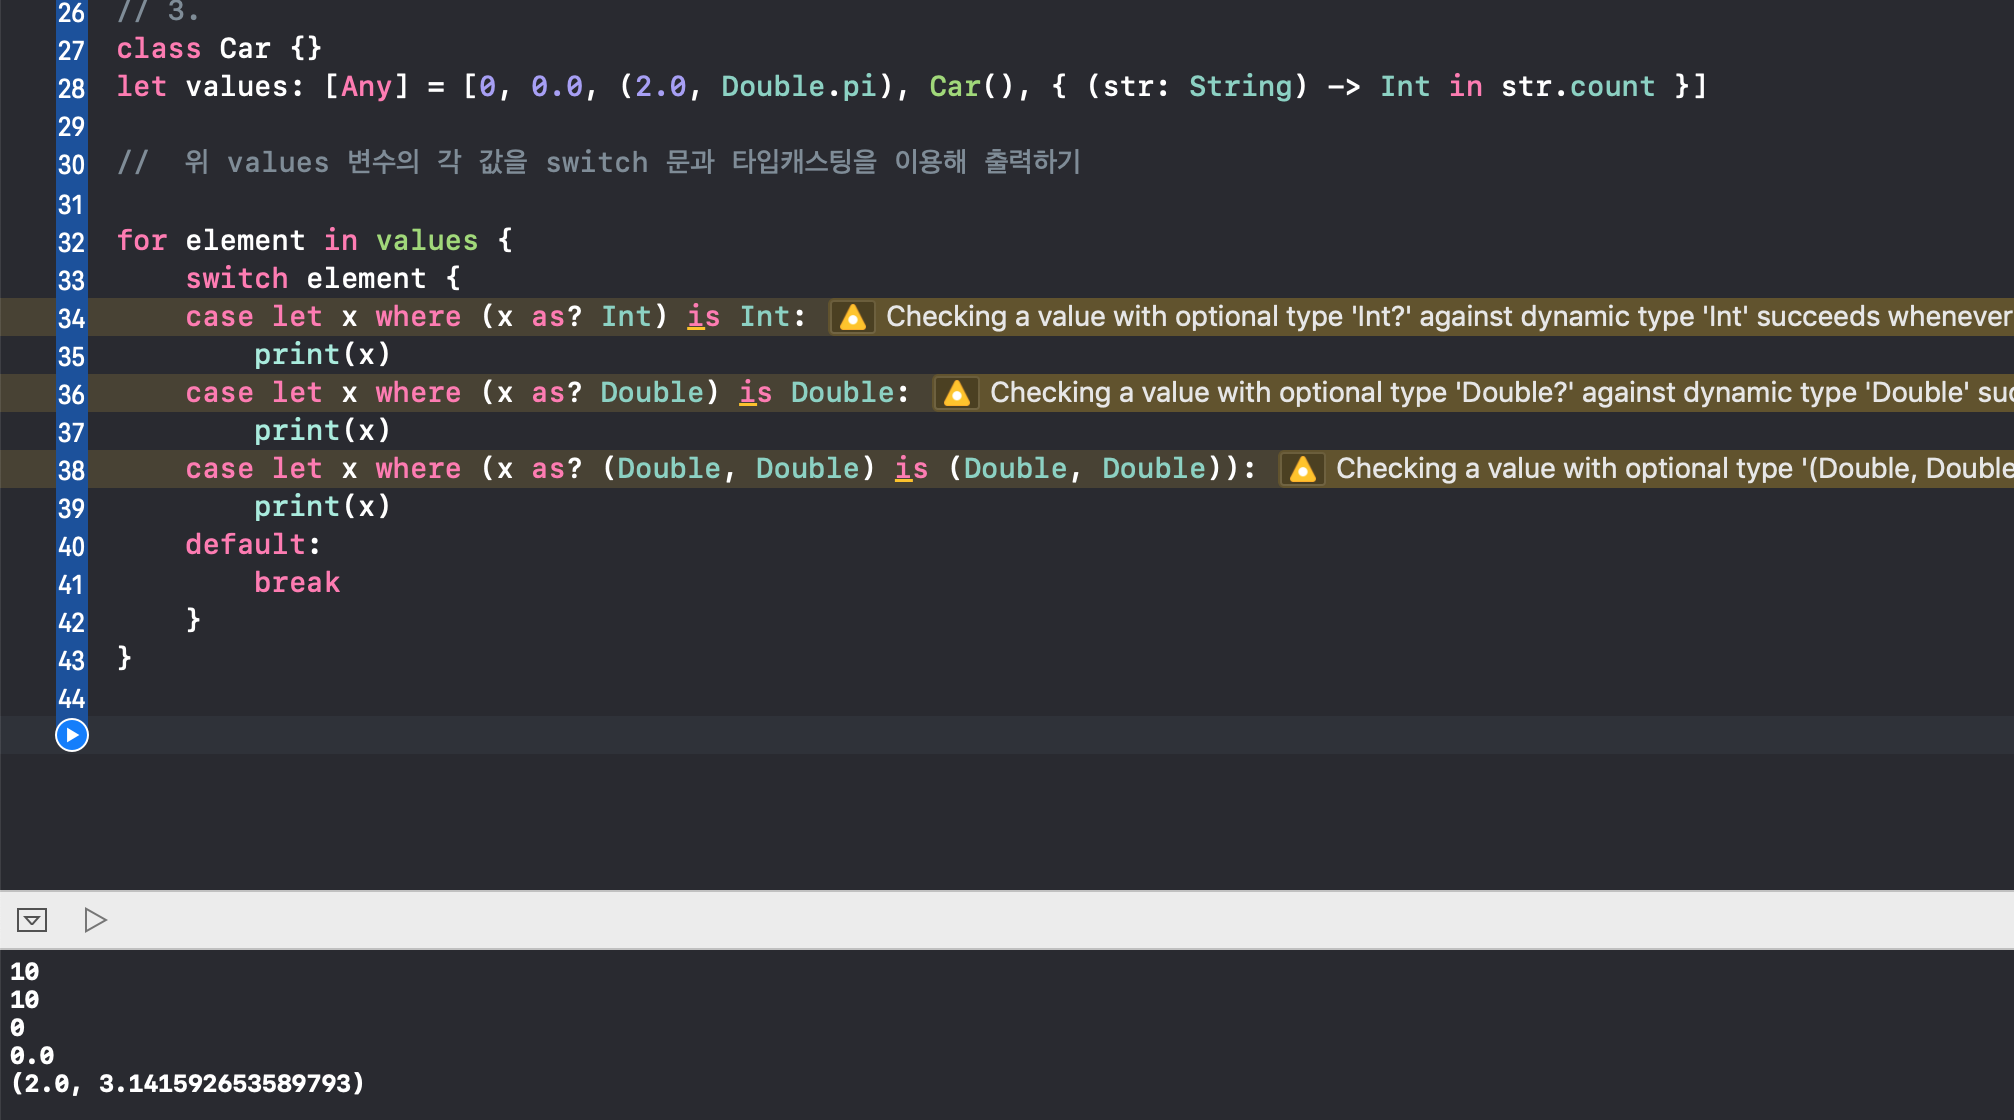 26 // 3.
27 class Car {}
28 let values: [Any] = [0, 0.0, (2.0, Double.pi), Car(), { (str: String) -> Int in str.count }]
29
30 //  위 values 변수의 각 값을 switch 문과 타입캐스팅을 이용해 출력하기
31
32 for element in values {
33     switch element {
34     case let x where (x as? Int) is Int: Checking a value with optional type 'Int?' against dynamic type 'Int' succeeds whenever
35         print(x)
36     case let x where (x as? Double) is Double: Checking a value with optional type 'Double?' against dynamic type 'Double' suc
37         print(x)
38     case let x where (x as? (Double, Double) is (Double, Double)): Checking a value with optional type '(Double, Double
39         print(x)
40     default:
41         break
42     }
43 }
44
10
10
0
0.0
(2.0, 3.141592653589793)